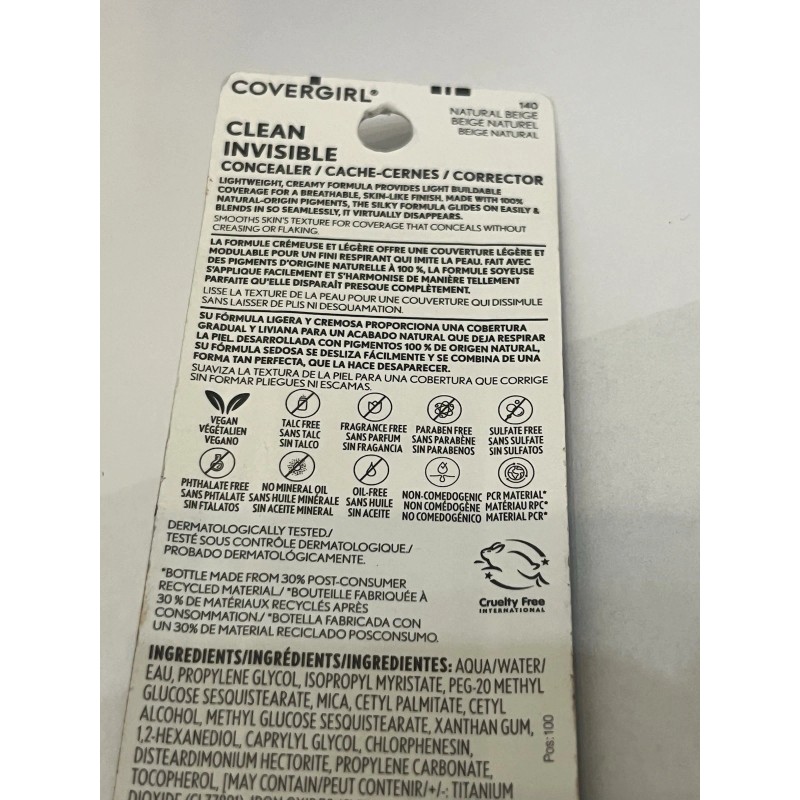 COVERGIRL®
140
NATURAL BEIGE
BEIGE NATUREL
BEIGE NATURAL
CLEAN
INVISIBLE
CONCEALER / CACHE-CERNES / CORRECTOR
LIGHTWEIGHT, CREAMY FORMULA PROVIDES LIGHT BUILDABLE
COVERAGE FOR A BREATHABLE, SKIN-LIKE FINISH. MADE WITH 100%
NATURAL-ORIGIN PIGMENTS, THE SILKY FORMULA GLIDES ON EASILY &
BLENDS IN SO SEAMLESSLY, IT VIRTUALLY DISAPPEARS.
SMOOTHS SKIN'S TEXTURE FOR COVERAGE THAT CONCEALS WITHOUT
CREASING OR FLAKING.
LA FORMULE CRÉMEUSE ET LÉGÈRE OFFRE UNE COUVERTURE LÉGÈRE ET
MODULABLE POUR UN FINI RESPIRANT QUI IMITE LA PEAU. FAIT AVEC
DES PIGMENTS D'ORIGINE NATURELLE À 100 %, LA FORMULE SOYEUSE
S'APPLIQUE FACILEMENT ET S'HARMONISE DE MANIÈRE TELLEMENT
PARFAITE QU'ELLE DISPARAÎT PRESQUE COMPLÈTEMENT.
LISSE LA TEXTURE DE LA PEAU POUR UNE COUVERTURE QUI DISSIMULE
SANS LAISSER DE PLIS NI DESQUAMATION.
SU FÓRMULA LIGERA Y CREMOSA PROPORCIONA UNA COBERTURA
GRADUAL Y LIVIANA PARA UN ACABADO NATURAL QUE DEJA RESPIRAR
LA PIEL. DESARROLLADA CON PIGMENTOS 100 % DE ORIGEN NATURAL,
SU FÓRMULA SEDOSA SE DESLIZA FÁCILMENTE Y SE COMBINA DE UNA
FORMA TAN PERFECTA, QUE LA HACE DESAPARECER.
SUAVIZA LA TEXTURA DE LA PIEL PARA UNA COBERTURA QUE CORRIGE
SIN FORMAR PLIEGUES NI ESCAMAS.
VEGAN
VÉGÉTALIEN
VEGANO
TALC FREE
SANS TALC
SIN TALCO
FRAGRANCE FREE
SANS PARFUM
SIN FRAGANCIA
PARABEN FREE
SANS PARABÈNE
SIN PARABENOS
SULFATE FREE
SANS SULFATE
SIN SULFATOS
PHTHALATE FREE
SANS PHTALATE
SIN FTALATOS
NO MINERAL OIL
SANS HUILE MINÉRALE
SIN ACEITE MINERAL
OIL-FREE
SANS HUILE
SIN ACEITE
NON-COMEDOGENIC
NON COMÉDOGÈNE
NO COMEDOGÉNICO
PCR MATERIAL*
MATÉRIAU RPC*
MATERIAL PCR*
DERMATOLOGICALLY TESTED./
TESTÉ SOUS CONTRÔLE DERMATOLOGIQUE./
PROBADO DERMATOLÓGICAMENTE.
*BOTTLE MADE FROM 30% POST-CONSUMER
RECYCLED MATERIAL./ *BOUTEILLE FABRIQUÉE À
30 % DE MATÉRIAUX RECYCLÉS APRÈS
CONSOMMATION./ *BOTELLA FABRICADA CON
UN 30% DE MATERIAL RECICLADO POSCONSUMO.
Cruelty Free
INTERNATIONAL
INGREDIENTS/INGRÉDIENTS/INGREDIENTES: AQUA/WATER/
EAU, PROPYLENE GLYCOL, ISOPROPYL MYRISTATE, PEG-20 METHYL
GLUCOSE SESQUISTEARATE, MICA, CETYL PALMITATE, CETYL
ALCOHOL, METHYL GLUCOSE SESQUISTEARATE, XANTHAN GUM,
1,2-HEXANEDIOL, CAPRYLYL GLYCOL, CHLORPHENESIN,
DISTEARDIMONIUM HECTORITE, PROPYLENE CARBONATE,
TOCOPHEROL, [MAY CONTAIN/PEUT CONTENIR/+/-: TITANIUM
DIOXIDE (CI 77891), IRON OXIDES
Pos:100